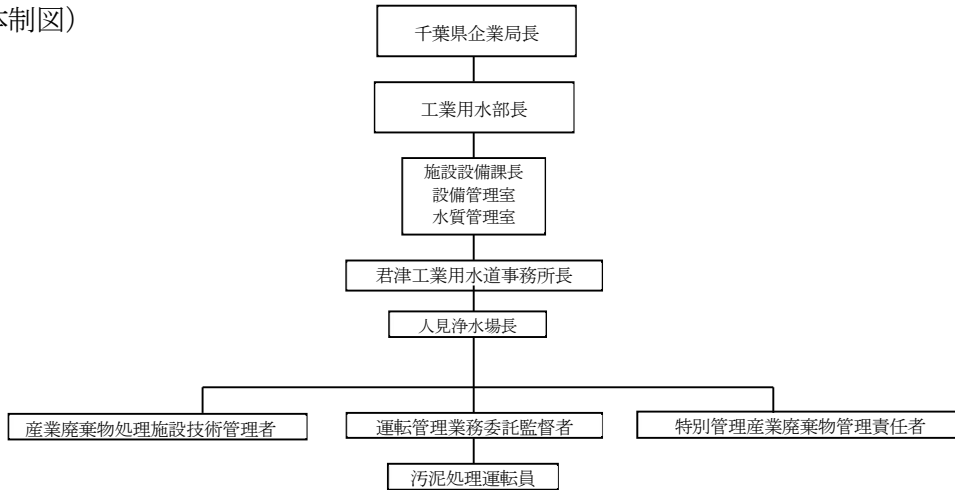 体制図）
千葉県企業局長
工業用水部長
施設設備課長
設備管理室
水質管理室
君津工業用水道事務所長
人見浄水場長
産業廃棄物処理施設技術管理者
運転管理業務委託監督者
特別管理産業廃棄物管理責任者
汚泥処理運転員